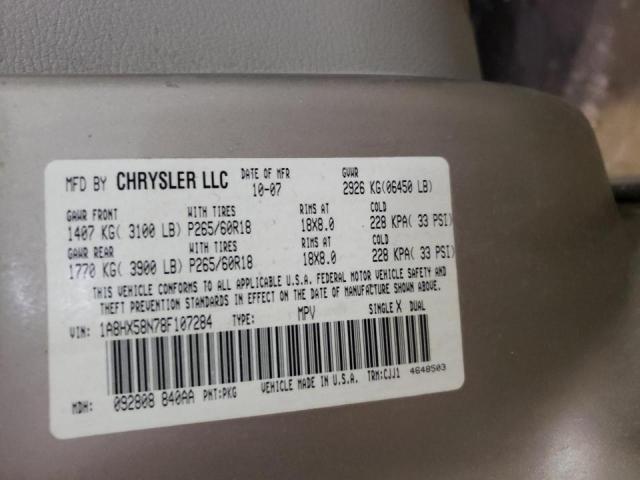 MFD BY CHRYSLER LLC DATE OF MFR 10-07 GVWR 2926 KG(06450 LB)
GAWR FRONT WITH TIRES RIMS AT COLD
1407 KG( 3100 LB) P265/60R18 18X8.0 228 KPA( 33 PSI)
GAWR REAR WITH TIRES RIMS AT COLD
1770 KG( 3900 LB) P265/60R18 18X8.0 228 KPA( 33 PSI)
THIS VEHICLE CONFORMS TO ALL APPLICABLE U.S.A. FEDERAL MOTOR VEHICLE SAFETY AND
THEFT PREVENTION STANDARDS IN EFFECT ON THE DATE OF MANUFACTURE SHOWN ABOVE.
VIN: 1A8HX58N78F107284 TYPE: MPV SINGLE X DUAL
MDH: 092808 840AA PNT:PKG VEHICLE MADE IN U.S.A. TRM:CJJ1 4648503